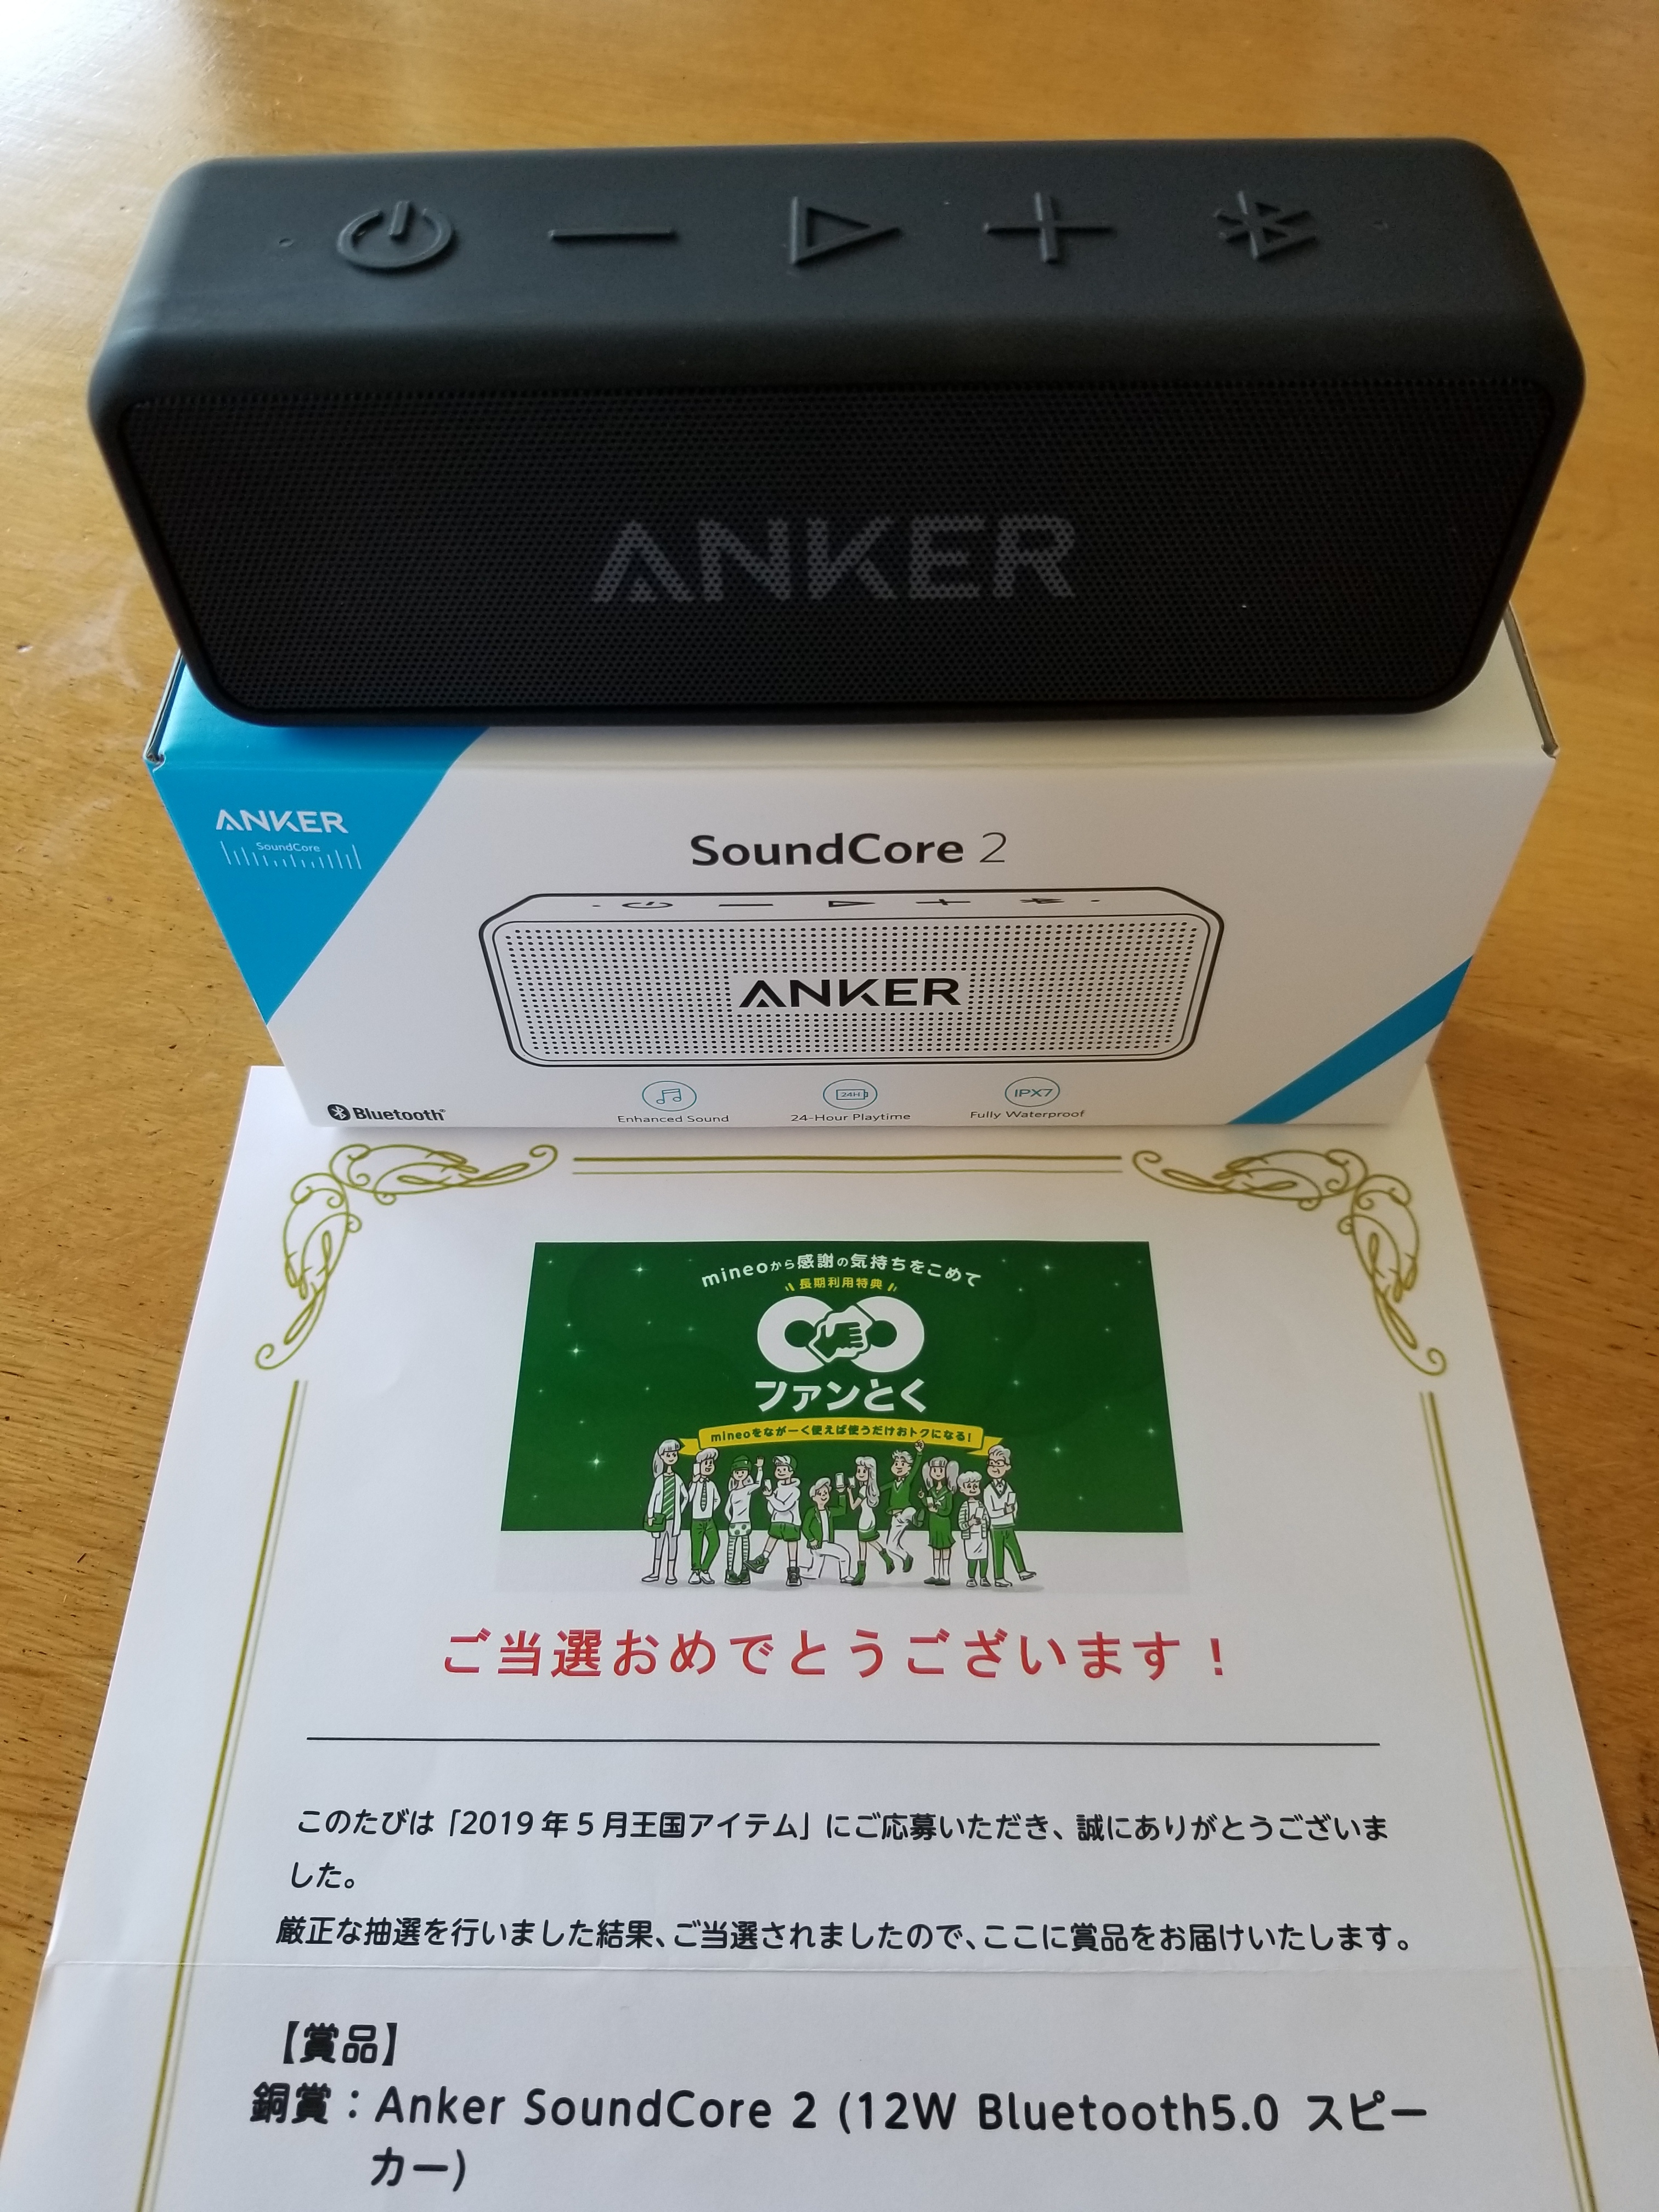 ANKER
ANKER
SoundCore
SoundCore 2
ANKER
Bluetooth®
24H
IPX7
Enhanced Sound
24-Hour Playtime
Fully Waterproof
mineoから感謝の気持ちをこめて
長期利用特典
ファンとく
mineoをながーく使えば使うだけおトクになる!
ご当選おめでとうございます！
このたびは「2019年5月王国アイテム」にご応募いただき、誠にありがとうございま
した。
厳正な抽選を行いました結果、ご当選されましたので、ここに賞品をお届けいたします。
【賞品】
銅賞：Anker SoundCore 2 (12W Bluetooth5.0 スピー
カー)